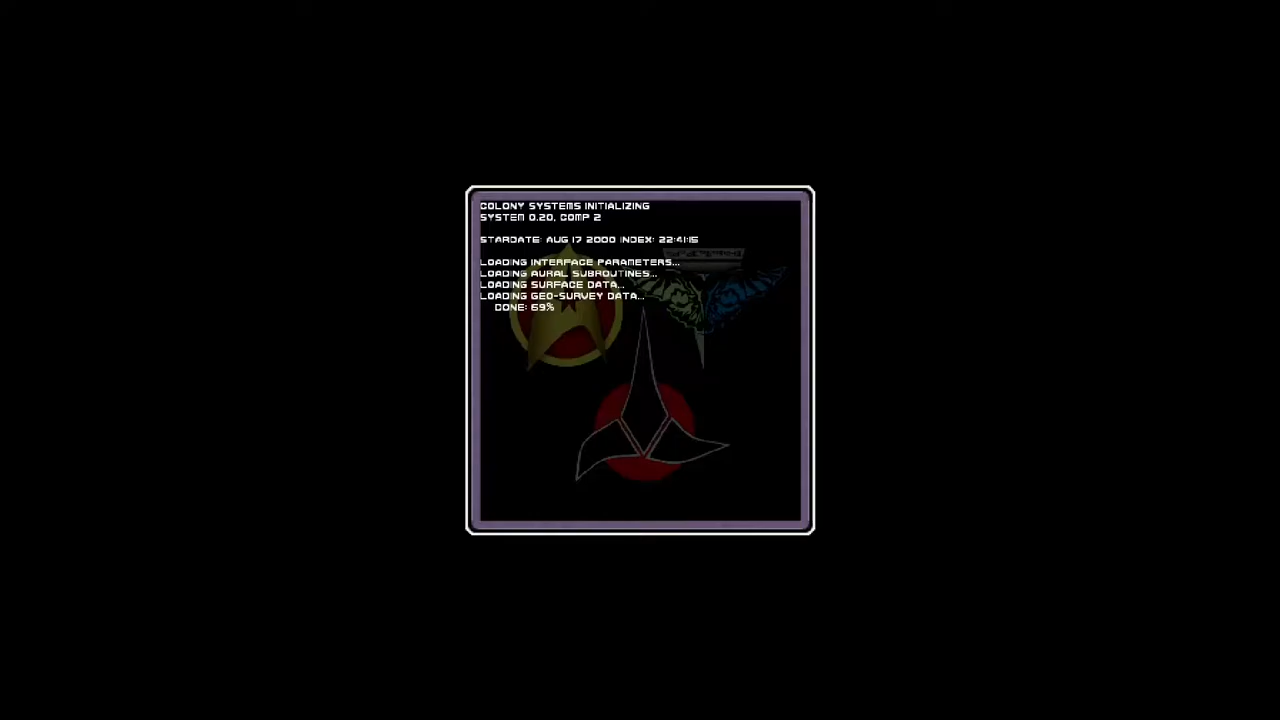 COLONY SYSTEMS INITIALIZING
SYSTEM 0.20, COMP 2
STARDATE: AUG 17 2000 INDEX: 22:41:15
LOADING INTERFACE PARAMETERS...
LOADING AURAL SUBROUTINES...
LOADING SURFACE DATA...
LOADING GEO-SURVEY DATA...
DONE: 69%